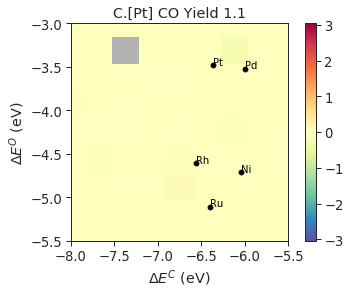 C.[Pt] CO Yield 1.1
−3.0
−3.5
−4.0
−4.5
−5.0
−5.5
ΔE^O (eV)
Pt
Pd
Rh
Ni
Ru
−8.0 −7.5 −7.0 −6.5 −6.0 −5.5
ΔE^C (eV)
3
2
1
0
−1
−2
−3